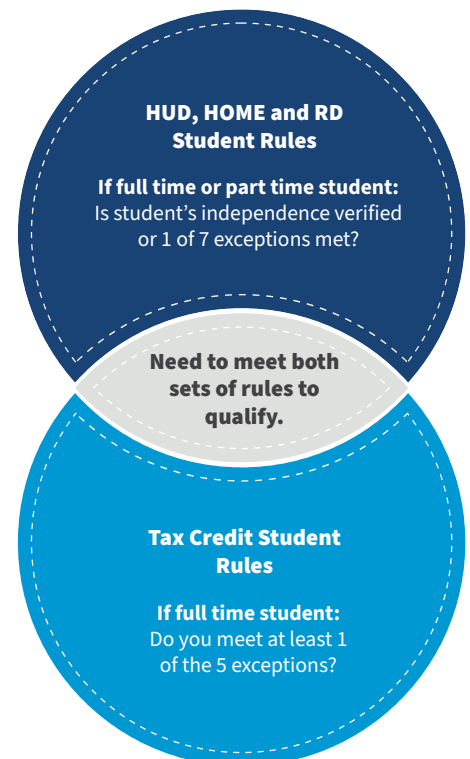 HUD, HOME and RD
Student Rules
If full time or part time student:
Is student's independence verified
or 1 of 7 exceptions met?
Need to meet both
sets of rules to
qualify.
Tax Credit Student
Rules
If full time student:
Do you meet at least 1
of the 5 exceptions?